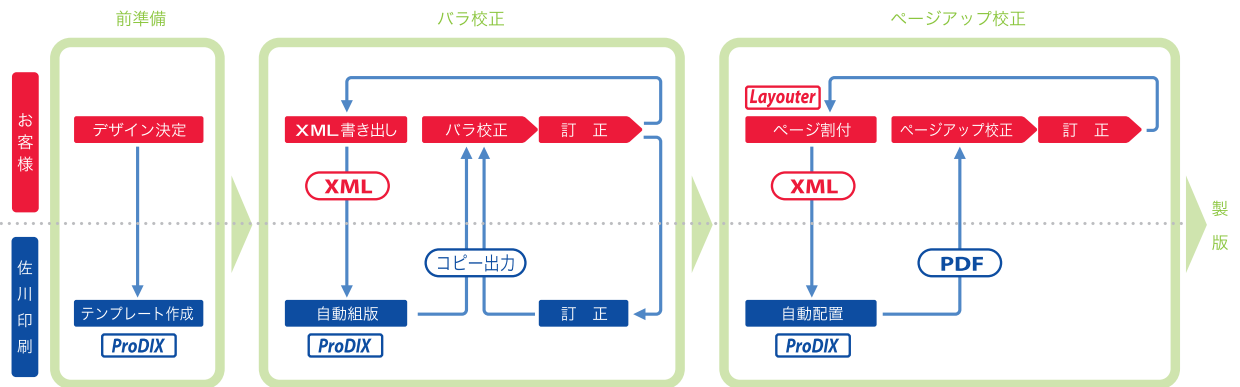 前準備
バラ校正
ページアップ校正
お客様
Layouter
デザイン決定
XML書き出し
バラ校正
訂 正
ページ割付
ページアップ校正
訂 正
XML
XML
製版
佐川印刷
コピー出力
PDF
テンプレート作成
自動組版
訂 正
自動配置
ProDIX
ProDIX
ProDIX